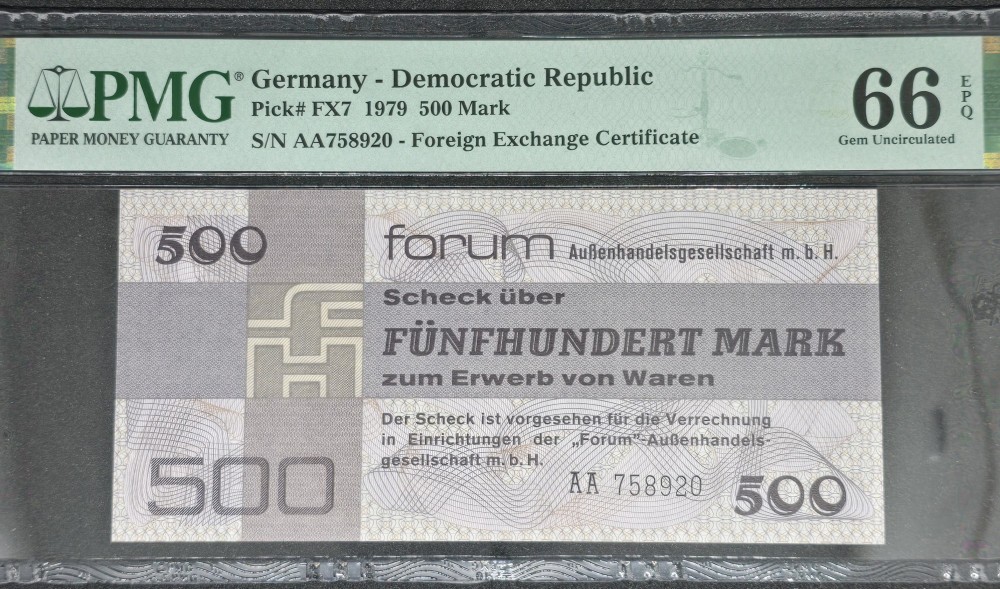 PMG®
PAPER MONEY GUARANTY
Germany - Democratic Republic
Pick# FX7 1979 500 Mark
S/N AA758920 - Foreign Exchange Certificate
66
EPQ
Gem Uncirculated
500
forum Außenhandelsgesellschaft m. b. H.
Scheck über
FÜNFHUNDERT MARK
zum Erwerb von Waren
Der Scheck ist vorgesehen für die Verrechnung
in Einrichtungen der „Forum"-Außenhandels-
gesellschaft m. b. H.
500
AA 758920
500